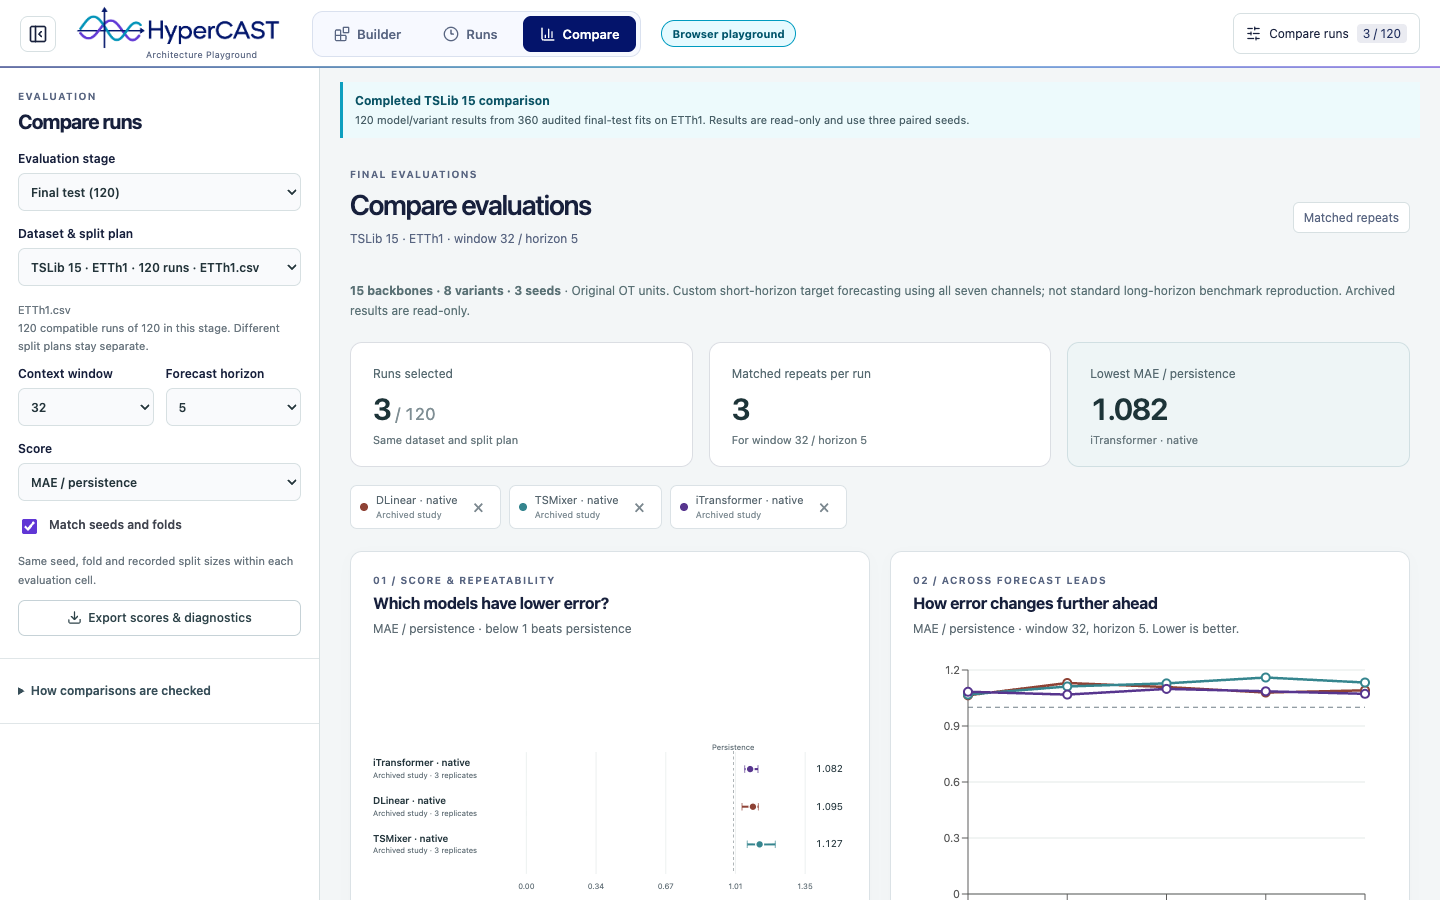 HyperCAST
Architecture Playground
Builder
Runs
Compare
Browser playground
Compare runs 3 / 120
EVALUATION
Compare runs
Evaluation stage
Final test (120)
Dataset & split plan
TSLib 15 · ETTh1 · 120 runs · ETTh1.csv
ETTh1.csv
120 compatible runs of 120 in this stage. Different
split plans stay separate.
Context window
Forecast horizon
32
5
Score
MAE / persistence
Match seeds and folds
Same seed, fold and recorded split sizes within each
evaluation cell.
Export scores & diagnostics
How comparisons are checked
Completed TSLib 15 comparison
120 model/variant results from 360 audited final-test fits on ETTh1. Results are read-only and use three paired seeds.
FINAL EVALUATIONS
Compare evaluations
TSLib 15 · ETTh1 · window 32 / horizon 5
Matched repeats
15 backbones · 8 variants · 3 seeds · Original OT units. Custom short-horizon target forecasting using all seven channels; not standard long-horizon benchmark reproduction. Archived
results are read-only.
Runs selected
3 / 120
Same dataset and split plan
Matched repeats per run
3
For window 32 / horizon 5
Lowest MAE / persistence
1.082
iTransformer · native
DLinear · native
Archived study
TSMixer · native
Archived study
iTransformer · native
Archived study
01 / SCORE & REPEATABILITY
Which models have lower error?
MAE / persistence · below 1 beats persistence
Persistence
iTransformer · native
Archived study · 3 replicates
1.082
DLinear · native
Archived study · 3 replicates
1.095
TSMixer · native
Archived study · 3 replicates
1.127
0.00
0.34
0.67
1.01
1.35
02 / ACROSS FORECAST LEADS
How error changes further ahead
MAE / persistence · window 32, horizon 5. Lower is better.
1.2
0.9
0.6
0.3
0